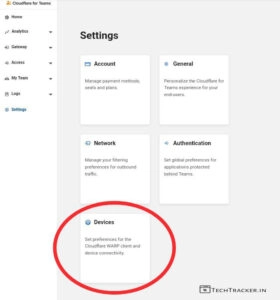 Cloudflare for Teams
Home
Analytics
Gateway
Access
My Team
Logs
Settings
Settings
Account
Manage payment methods,
seats and plans.
General
Personalize the Cloudflare for
Teams experience for your
end-users.
Network
Manage your filtering
preferences for outbound
traffic.
Authentication
Set global preferences for
applications protected
behind Teams.
Devices
Set preferences for the
Cloudflare WARP client and
device connectivity.
TechTracker.in